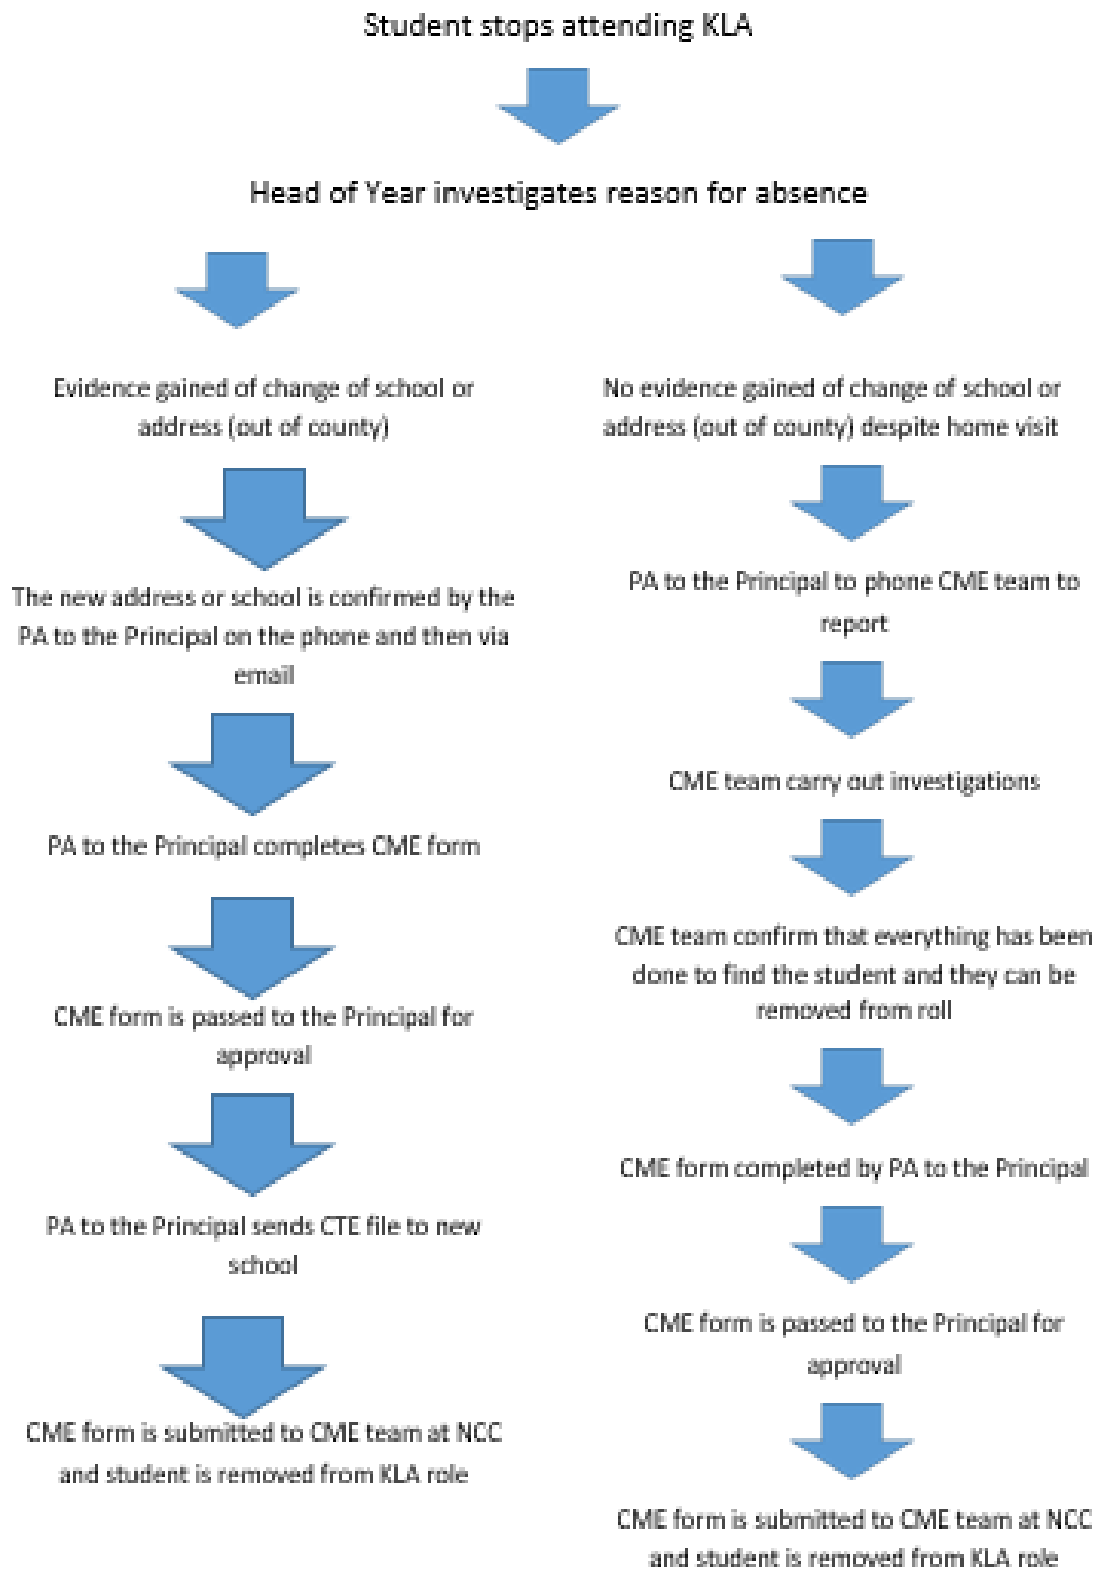 Student stops attending KLA
Head of Year investigates reason for absence
Evidence gained of change of school or
address (out of county)
The new address or school is confirmed by the
PA to the Principal on the phone and then via
email
PA to the Principal completes CME form
CME form is passed to the Principal for
approval
PA to the Principal sends CTE file to new
school
CME form is submitted to CME team at NCC
and student is removed from KLA role
No evidence gained of change of school or
address (out of county) despite home visit
PA to the Principal to phone CME team to
report
CME team carry out investigations
CME team confirm that everything has been
done to find the student and they can be
removed from roll
CME form completed by PA to the Principal
CME form is passed to the Principal for
approval
CME form is submitted to CME team at NCC
and student is removed from KLA role